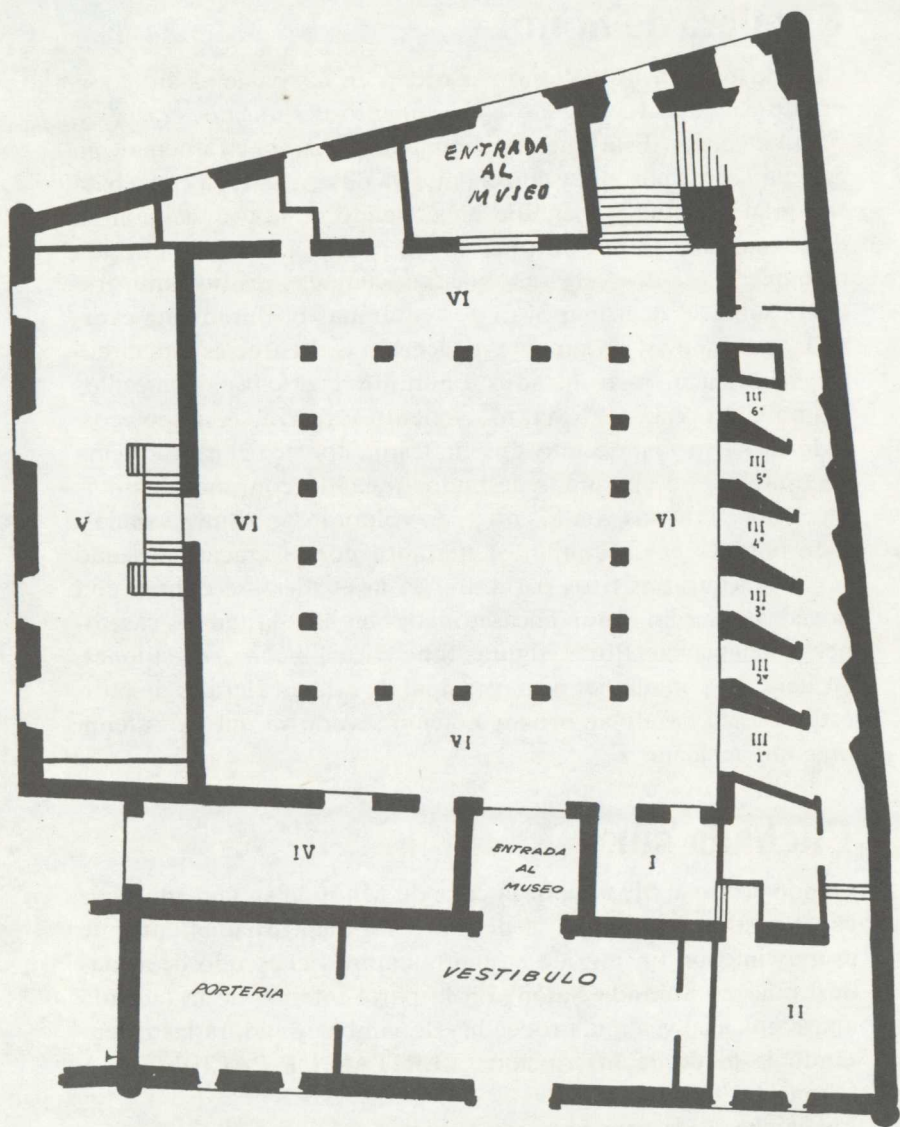 ENTRADA
AL
MUSEO
VI
III
6.
III
5°
III
4°
V
VI
VI
III
3°
III
2°
III
1°
VI
IV
ENTRADA
AL
MUSEO
I
VESTIBULO
PORTERIA
II